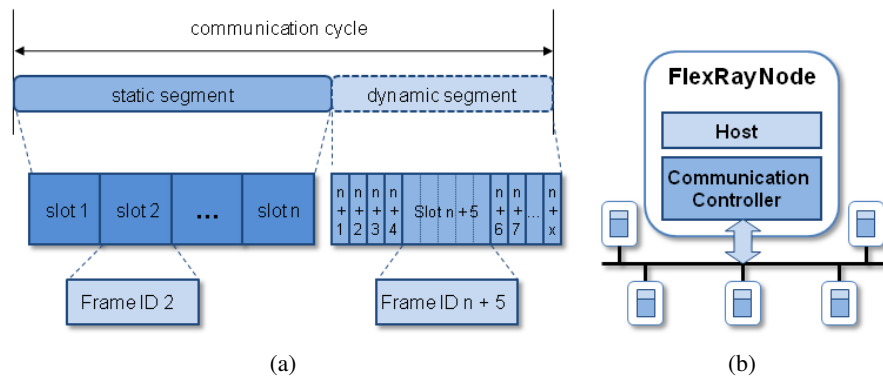 communication cycle
static segment
dynamic segment
slot 1
slot 2
...
slot n
n + 1
n + 2
n + 3
n + 4
Slot n + 5
n + 6
n + 7
...
n + x
Frame ID 2
Frame ID n + 5
(a)
FlexRayNode
Host
Communication
Controller
(b)